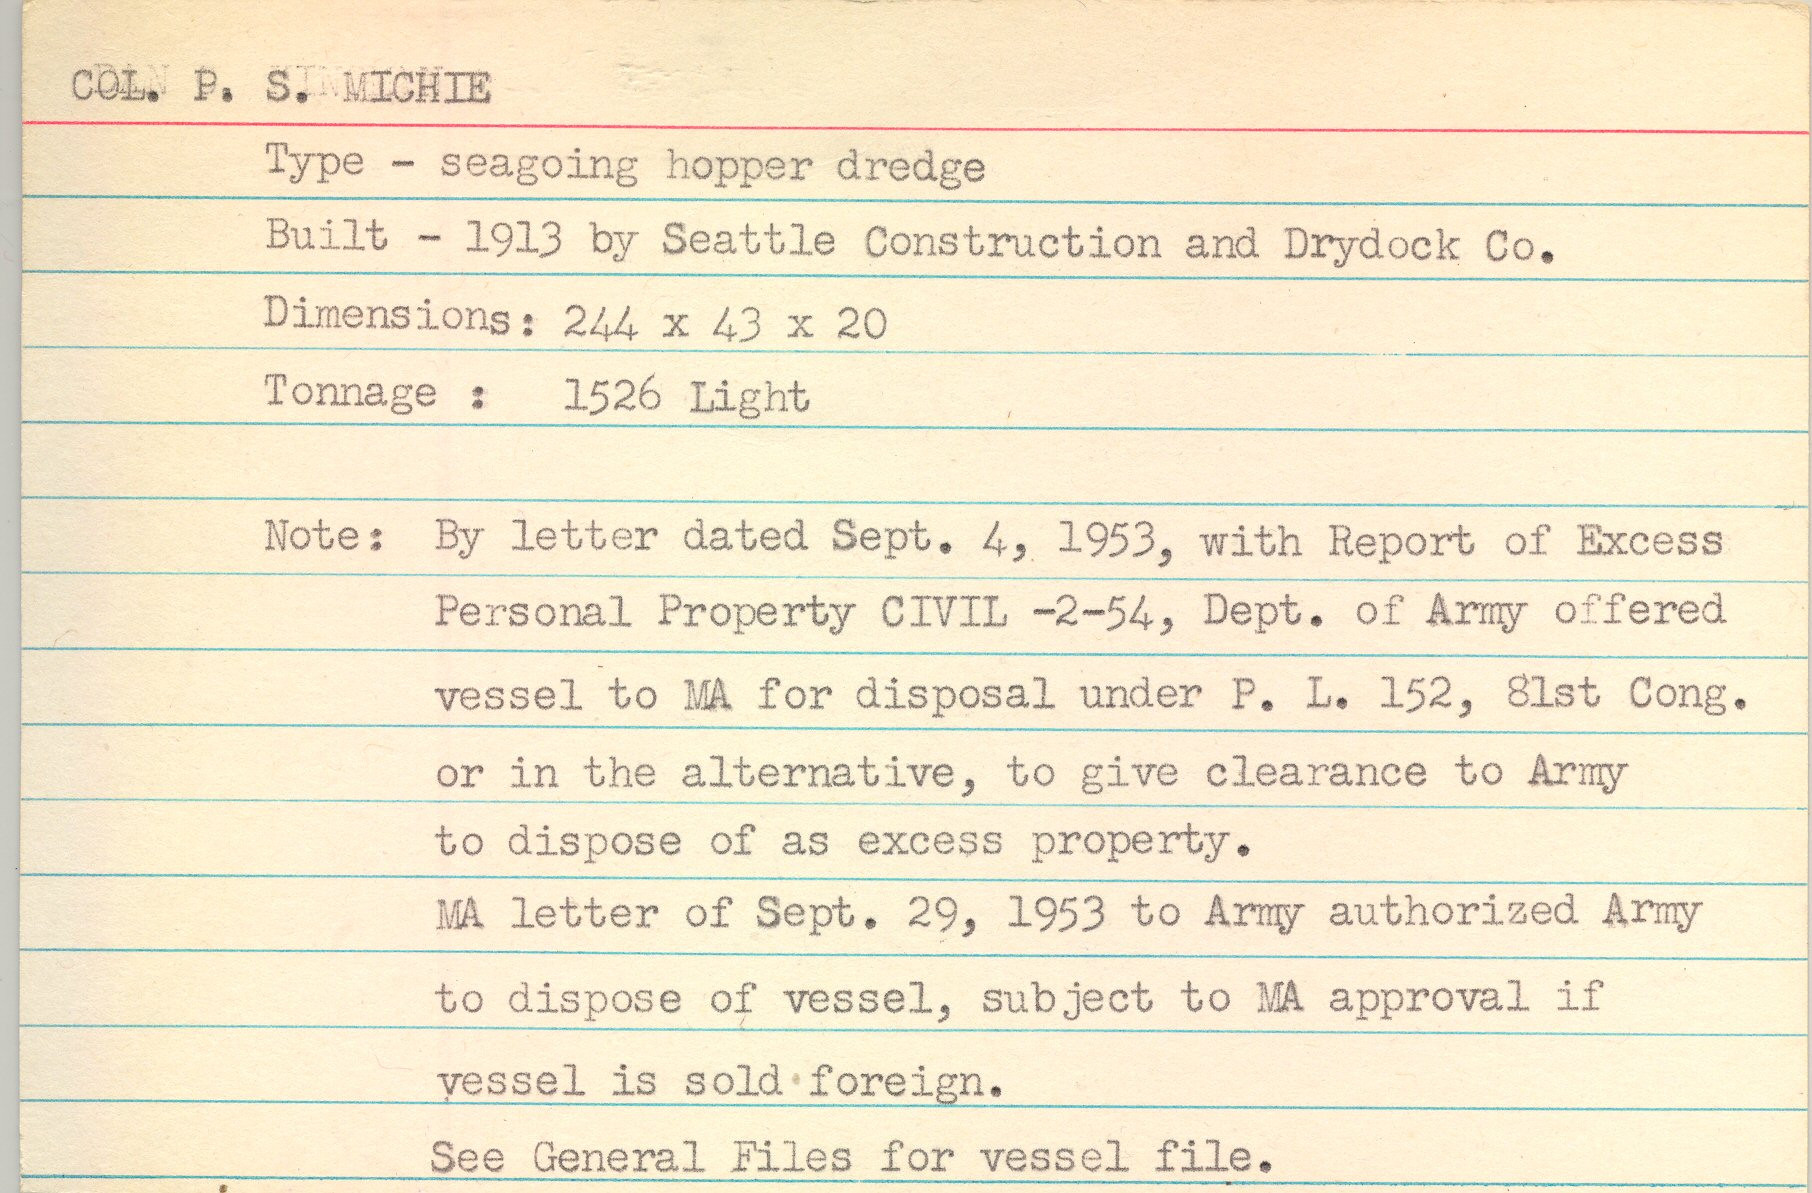 COL. P. S. MICHIE
Type - seagoing hopper dredge
Built - 1913 by Seattle Construction and Drydock Co.
Dimensions: 244 x 43 x 20
Tonnage : 1526 Light
Note: By letter dated Sept. 4, 1953, with Report of Excess
Personal Property CIVIL -2-54, Dept. of Army offered
vessel to MA for disposal under P. L. 152, 81st Cong.
or in the alternative, to give clearance to Army
to dispose of as excess property.
MA letter of Sept. 29, 1953 to Army authorized Army
to dispose of vessel, subject to MA approval if
vessel is sold foreign.
See General Files for vessel file.